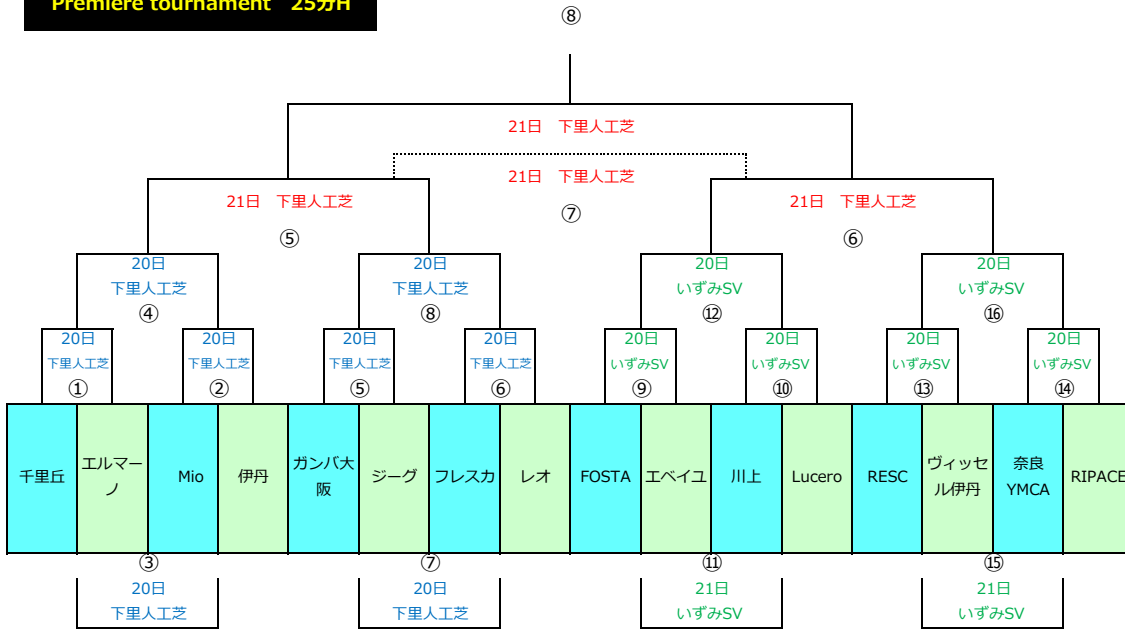 Premiere tournament　25分H
⑧
21日　下里人工芝
21日　下里人工芝
21日　下里人工芝
21日　下里人工芝
⑦
⑤
⑥
20日
下里人工芝
④
20日
下里人工芝
⑧
20日
いずみSV
⑫
20日
いずみSV
⑯
20日
下里人工芝
①
20日
下里人工芝
②
20日
下里人工芝
⑤
20日
下里人工芝
⑥
20日
いずみSV
⑨
20日
いずみSV
⑩
20日
いずみSV
⑬
20日
いずみSV
⑭
千里丘
エルマー
ノ
Mio
伊丹
ガンバ大
阪
ジーグ
フレスカ
レオ
FOSTA
エベイユ
川上
Lucero
RESC
ヴィッセ
ル伊丹
奈良
YMCA
RIPACE
③
20日
下里人工芝
⑦
20日
下里人工芝
⑪
21日
いずみSV
⑮
21日
いずみSV